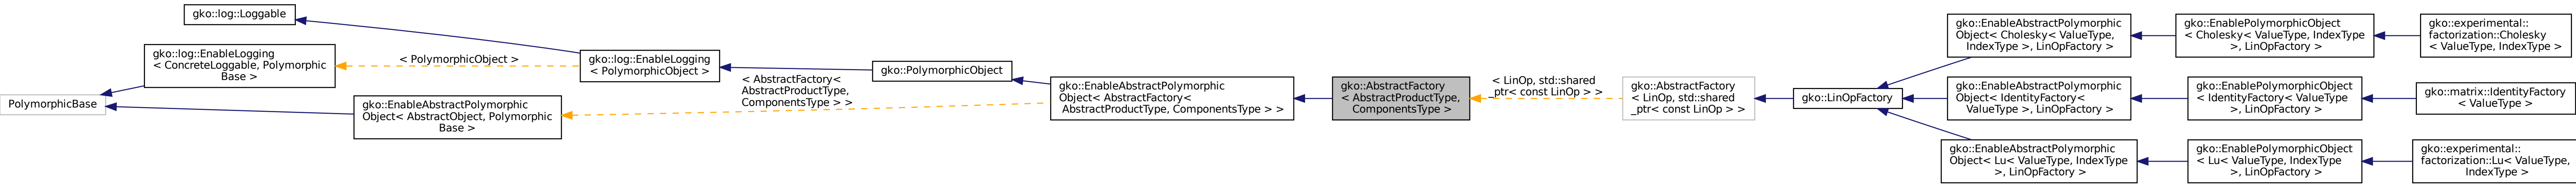 gko::log::Loggable
gko::log::EnableLogging
< ConcreteLoggable, Polymorphic
Base >
PolymorphicBase
gko::EnableAbstractPolymorphic
Object< AbstractObject, Polymorphic
Base >
< PolymorphicObject >
gko::log::EnableLogging
< PolymorphicObject >
< AbstractFactory<
AbstractProductType,
ComponentsType > >
gko::PolymorphicObject
gko::EnableAbstractPolymorphic
Object< AbstractFactory<
AbstractProductType, ComponentsType > >
gko::AbstractFactory
< AbstractProductType,
ComponentsType >
< LinOp, std::shared
_ptr< const LinOp > >
gko::AbstractFactory
< LinOp, std::shared
_ptr< const LinOp > >
gko::LinOpFactory
gko::EnableAbstractPolymorphic
Object< Cholesky< ValueType,
IndexType >, LinOpFactory >
gko::EnablePolymorphicObject
< Cholesky< ValueType, IndexType
>, LinOpFactory >
gko::experimental::
factorization::Cholesky
< ValueType, IndexType >
gko::EnableAbstractPolymorphic
Object< IdentityFactory<
ValueType >, LinOpFactory >
gko::EnablePolymorphicObject
< IdentityFactory< ValueType
>, LinOpFactory >
gko::matrix::IdentityFactory
< ValueType >
gko::EnableAbstractPolymorphic
Object< Lu< ValueType, IndexType
>, LinOpFactory >
gko::EnablePolymorphicObject
< Lu< ValueType, IndexType
>, LinOpFactory >
gko::experimental::
factorization::Lu< ValueType,
IndexType >